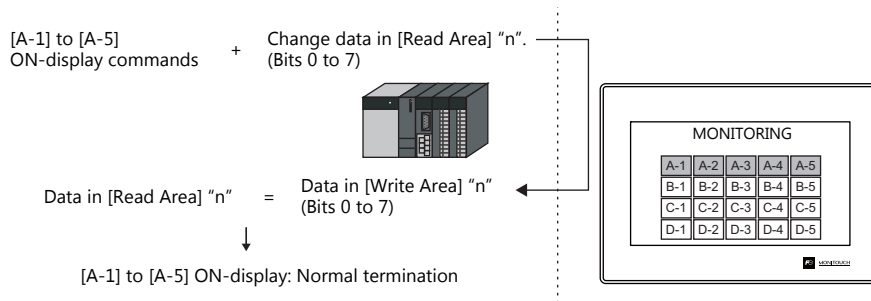 [A-1] to [A-5]
ON-display commands
+
Change data in [Read Area] “n”.
(Bits 0 to 7)
MONITORING
A-1 A-2 A-3 A-4 A-5
B-1 B-2 B-3 B-4 B-5
C-1 C-2 C-3 C-4 C-5
D-1 D-2 D-3 D-4 D-5
MONITOUCH
Data in [Read Area] “n”
=
Data in [Write Area] “n”
(Bits 0 to 7)
[A-1] to [A-5] ON-display: Normal termination